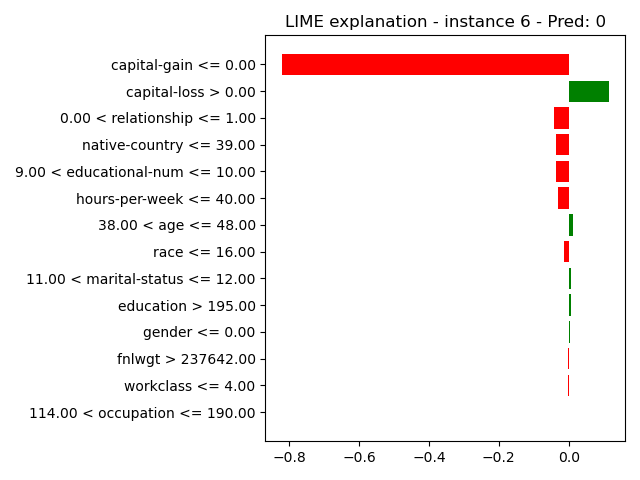 LIME explanation - instance 6 - Pred: 0
capital-gain <= 0.00
capital-loss > 0.00
0.00 < relationship <= 1.00
native-country <= 39.00
9.00 < educational-num <= 10.00
hours-per-week <= 40.00
38.00 < age <= 48.00
race <= 16.00
11.00 < marital-status <= 12.00
education > 195.00
gender <= 0.00
fnlwgt > 237642.00
workclass <= 4.00
114.00 < occupation <= 190.00
−0.8 −0.6 −0.4 −0.2 0.0